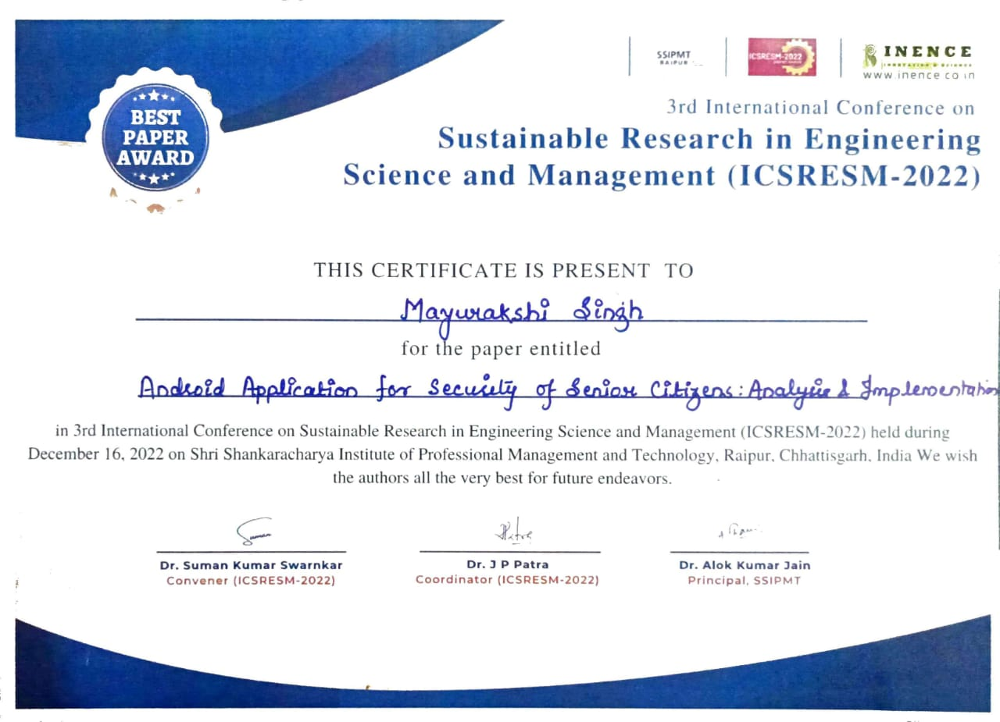 SSIPMT
RAIPUR
ICSRESM-2022
INENCE
INNOVATION & SCIENCE
www.inence.co.in
BEST
PAPER
AWARD
3rd International Conference on
Sustainable Research in Engineering
Science and Management (ICSRESM-2022)
THIS CERTIFICATE IS PRESENT TO
Mayurakshi Singh
for the paper entitled
Android Application for Security of Senior Citizens: Analysis & Implementation
in 3rd International Conference on Sustainable Research in Engineering Science and Management (ICSRESM-2022) held during
December 16, 2022 on Shri Shankaracharya Institute of Professional Management and Technology, Raipur, Chhattisgarh, India We wish
the authors all the very best for future endeavors.
Suman
Dr. Suman Kumar Swarnkar
Convener (ICSRESM-2022)
Dr. J P Patra
Coordinator (ICSRESM-2022)
Dr. Alok Kumar Jain
Principal, SSIPMT